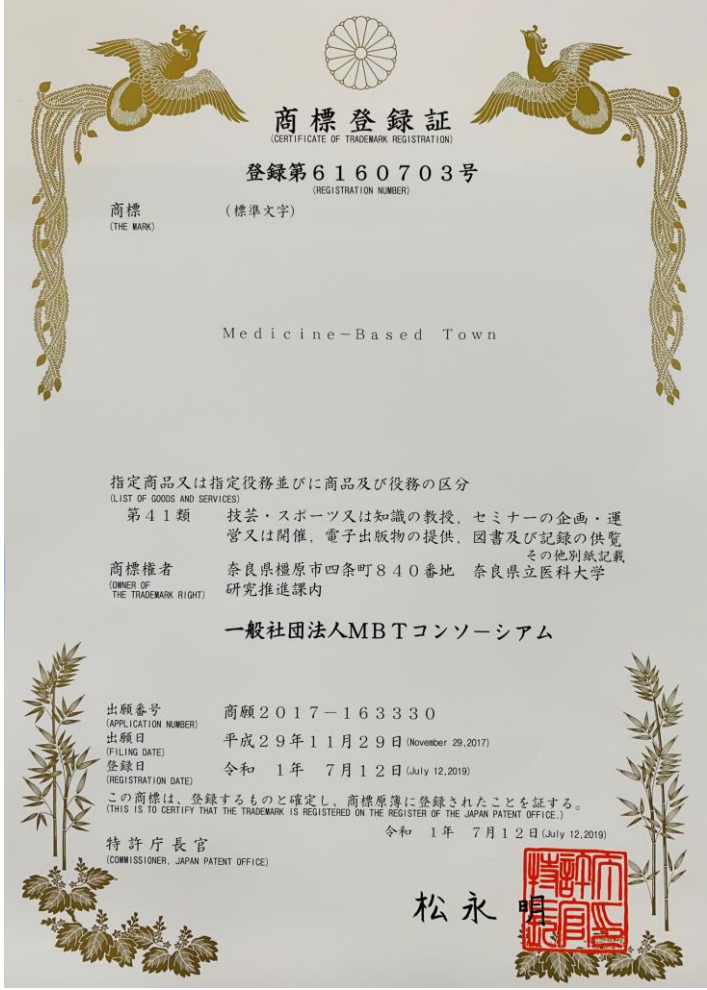 商標登録証
(CERTIFICATE OF TRADEMARK REGISTRATION)
登録第6160703号
(REGISTRATION NUMBER)
商標 (標準文字)
(THE MARK)
Medicine-Based Town
指定商品又は指定役務並びに商品及び役務の区分
(LIST OF GOODS AND SERVICES)
第41類 技芸・スポーツ又は知識の教授，セミナーの企画・運
営又は開催，電子出版物の提供，図書及び記録の供覧
その他別紙記載
商標権者 奈良県橿原市四条町840番地 奈良県立医科大学
(OWNER OF
THE TRADEMARK RIGHT) 研究推進課内
一般社団法人MBTコンソーシアム
出願番号 商願2017-163330
(APPLICATION NUMBER)
出願日 平成29年11月29日(November 29,2017)
(FILING DATE)
登録日 令和 1年 7月12日(July 12,2019)
(REGISTRATION DATE)
この商標は、登録するものと確定し、商標原簿に登録されたことを証する。
(THIS IS TO CERTIFY THAT THE TRADEMARK IS REGISTERED ON THE REGISTER OF THE JAPAN PATENT OFFICE.)
令和 1年 7月12日(July 12,2019)
特許庁長官
(COMMISSIONER, JAPAN PATENT OFFICE)
松永明